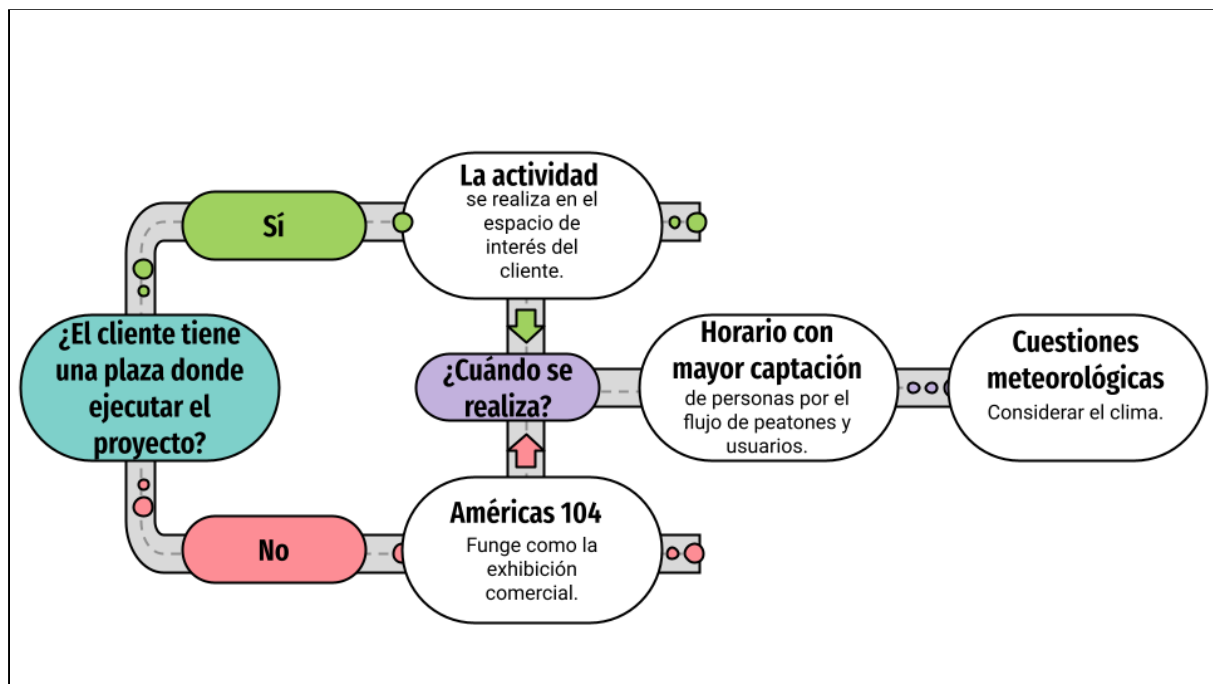 La actividad
se realiza en el
espacio de
interés del
cliente.
Sí
¿El cliente tiene
una plaza donde
ejecutar el
proyecto?
¿Cuándo se
realiza?
Horario con
mayor captación
de personas por el
flujo de peatones y
usuarios.
Cuestiones
meteorológicas
Considerar el clima.
No
Américas 104
Funge como la
exhibición
comercial.